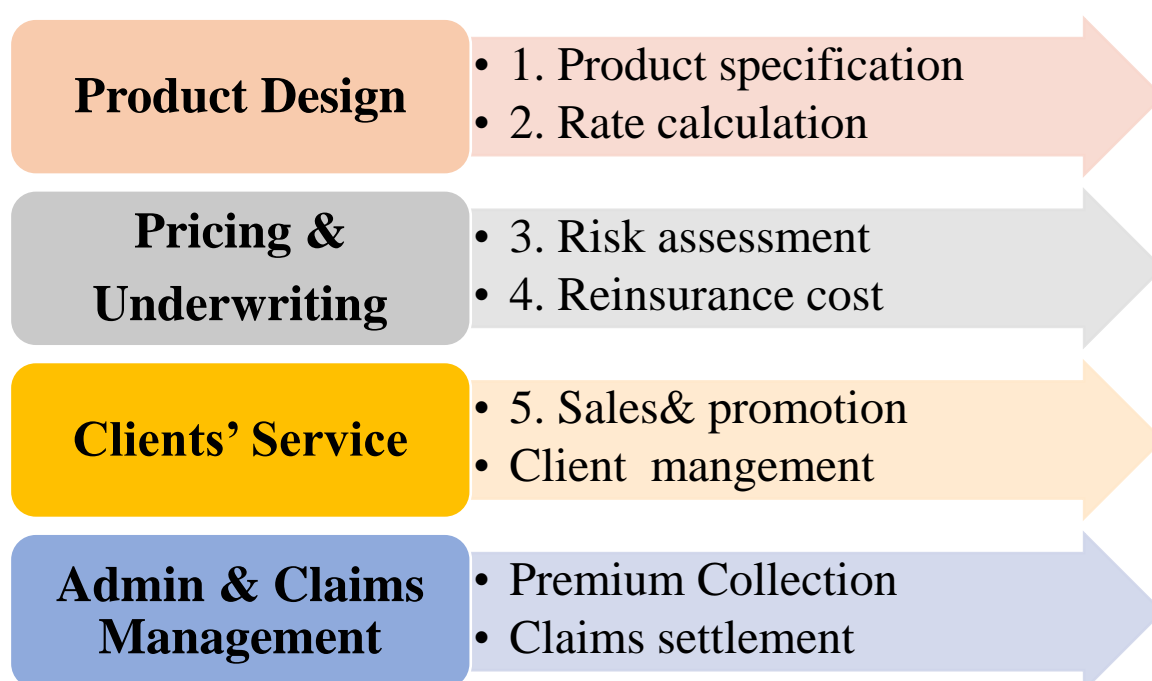 Product Design
• 1. Product specification
• 2. Rate calculation
Pricing &
Underwriting
• 3. Risk assessment
• 4. Reinsurance cost
Clients’ Service
• 5. Sales& promotion
• Client  mangement
Admin & Claims
Management
• Premium Collection
• Claims settlement